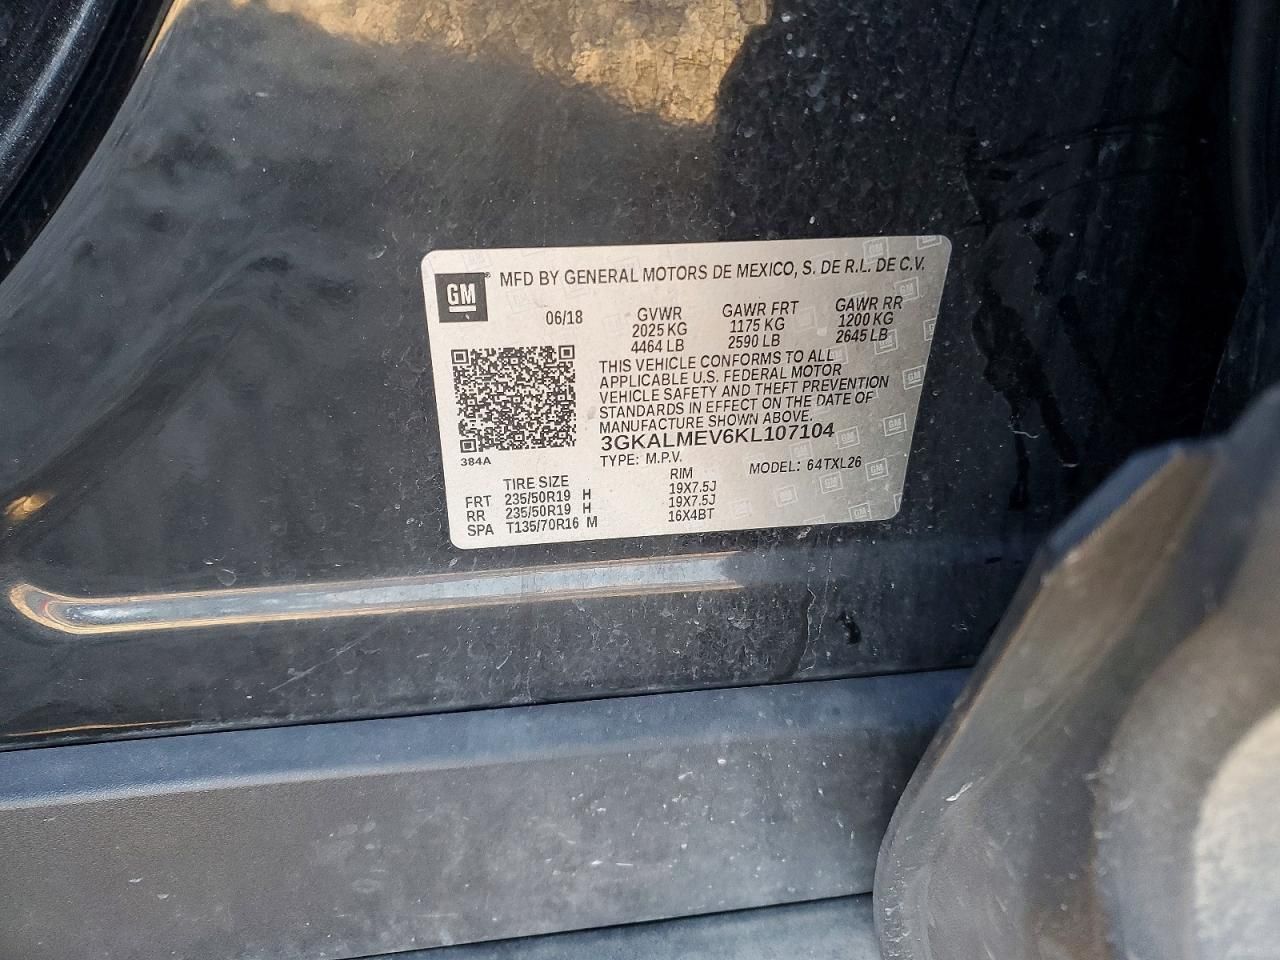 GM ® MFD BY GENERAL MOTORS DE MEXICO, S. DE R.L. DE C.V.
06/18 GVWR GAWR FRT GAWR RR
2025 KG 1175 KG 1200 KG
4464 LB 2590 LB 2645 LB
THIS VEHICLE CONFORMS TO ALL
APPLICABLE U.S. FEDERAL MOTOR
VEHICLE SAFETY AND THEFT PREVENTION
STANDARDS IN EFFECT ON THE DATE OF
MANUFACTURE SHOWN ABOVE.
3GKALMEV6KL107104
384A
TYPE: M.P.V. MODEL: 64TXL26
TIRE SIZE RIM
FRT 235/50R19 H 19X7.5J
RR 235/50R19 H 19X7.5J
SPA T135/70R16 M 16X4BT